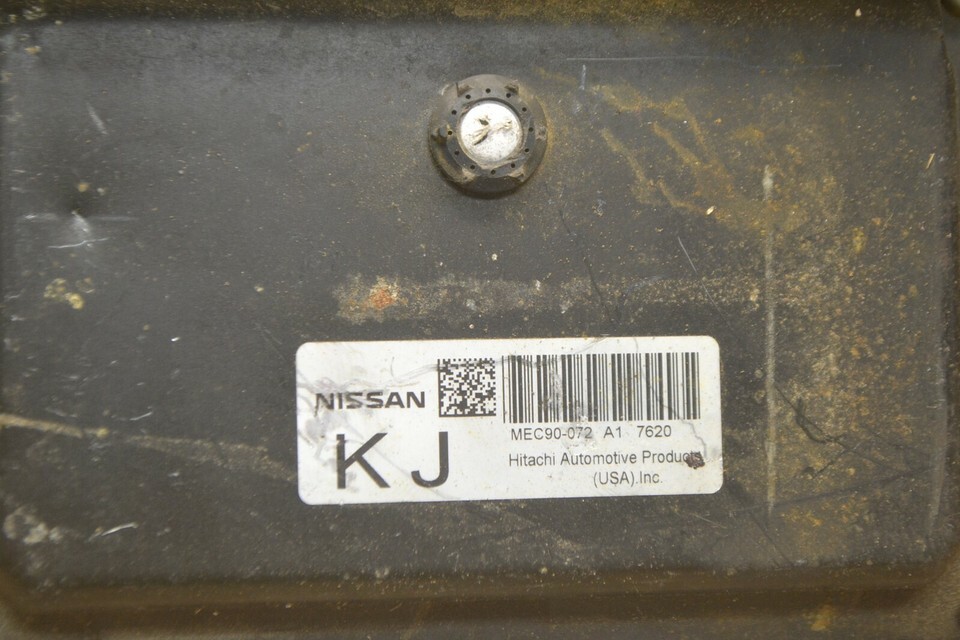 NISSAN
KJ
MEC90-072 A1 7620
Hitachi Automotive Products
(USA).Inc.